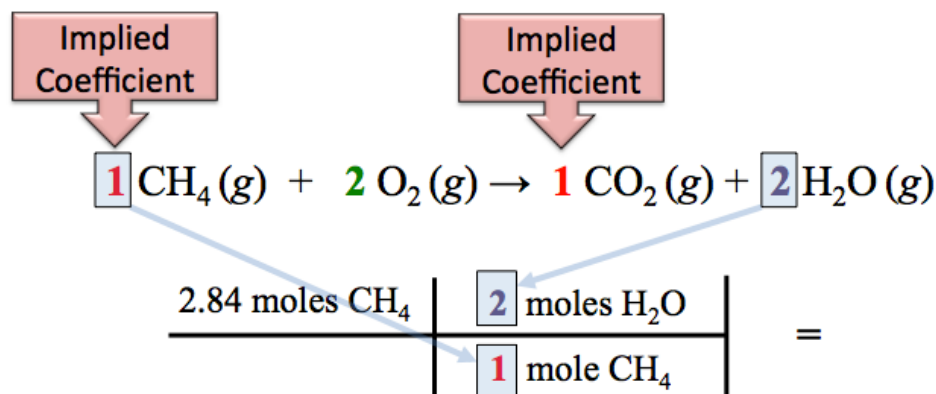 Implied
Coefficient
Implied
Coefficient
1 CH₄ (g) + 2 O₂ (g) → 1 CO₂ (g) + 2 H₂O (g)
2.84 moles CH₄ 2 moles H₂O
=
1 mole CH₄